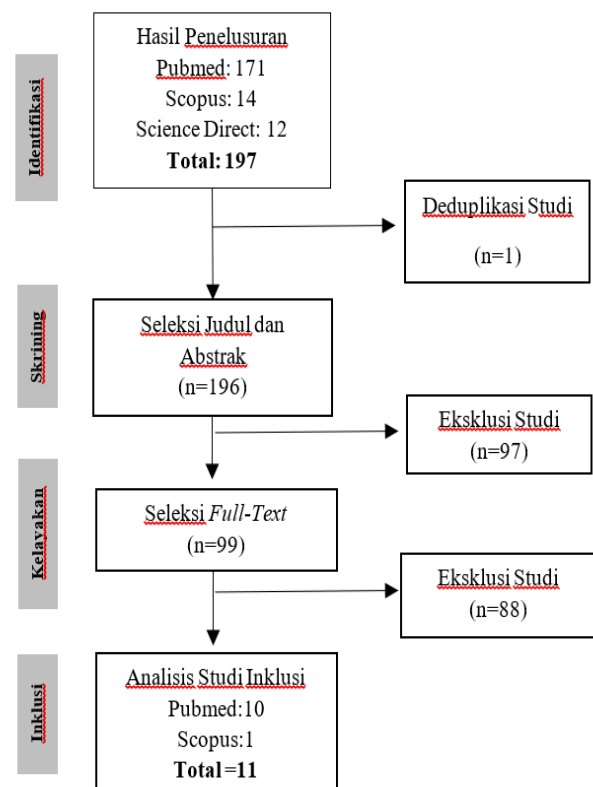 Identifikasi
Hasil Penelusuran
Pubmed: 171
Scopus: 14
Science Direct: 12
Total: 197
Deduplikasi Studi
(n=1)
Skrining
Seleksi Judul dan
Abstrak
(n=196)
Eksklusi Studi
(n=97)
Kelayakan
Seleksi Full-Text
(n=99)
Eksklusi Studi
(n=88)
Inklusi
Analisis Studi Inklusi
Pubmed:10
Scopus:1
Total=11